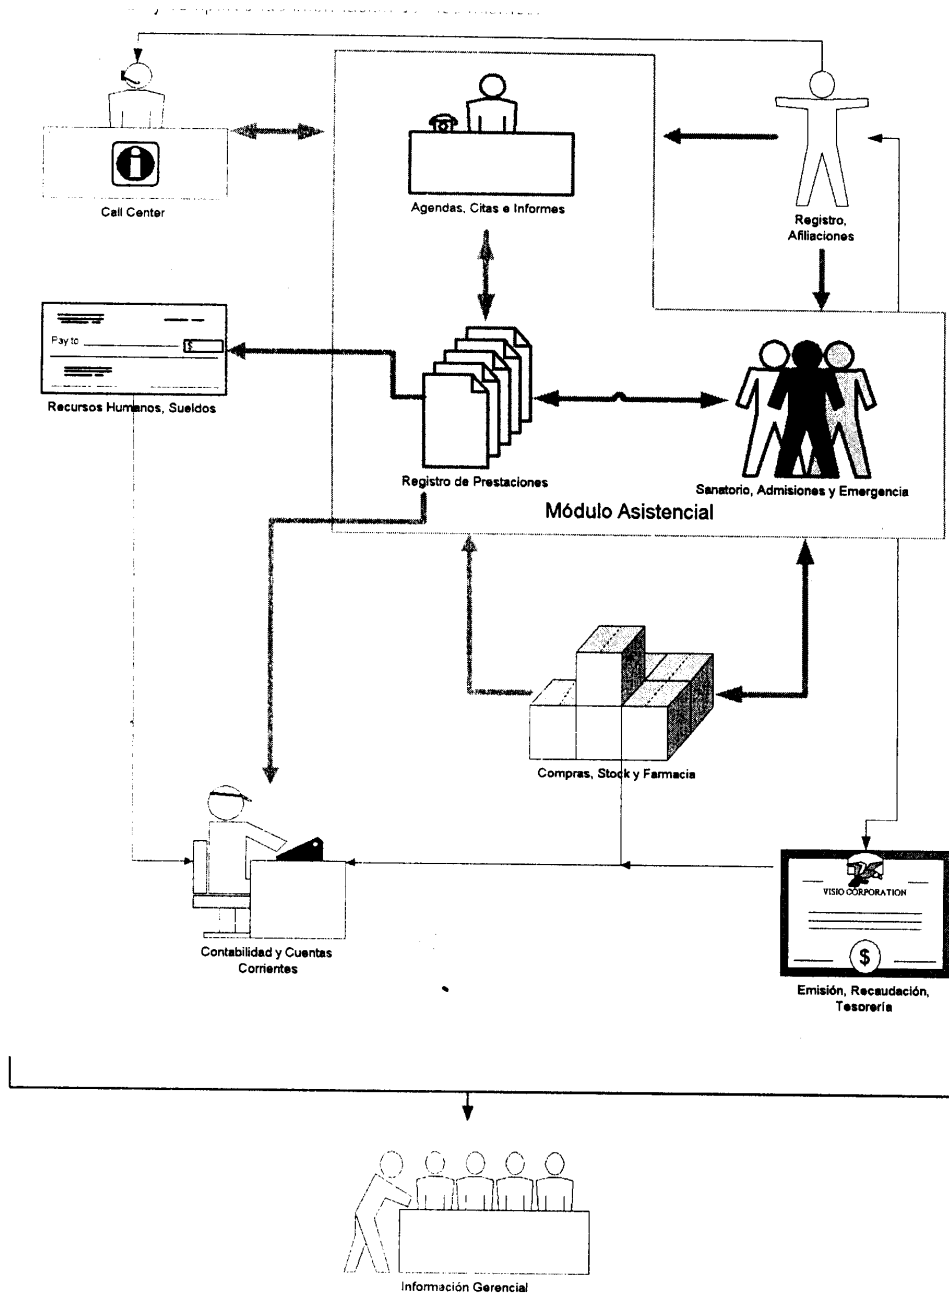 Call Center
Agendas, Citas e Informes
Registro,
Afiliaciones
Pay to
$
Recursos Humanos, Sueldos
Registro de Prestaciones
Sanatorio, Admisiones y Emergencia
Módulo Asistencial
Compras, Stock y Farmacia
VISIO CORPORATION
$
Contabilidad y Cuentas
Corrientes
Emisión, Recaudación,
Tesorería
Información Gerencial